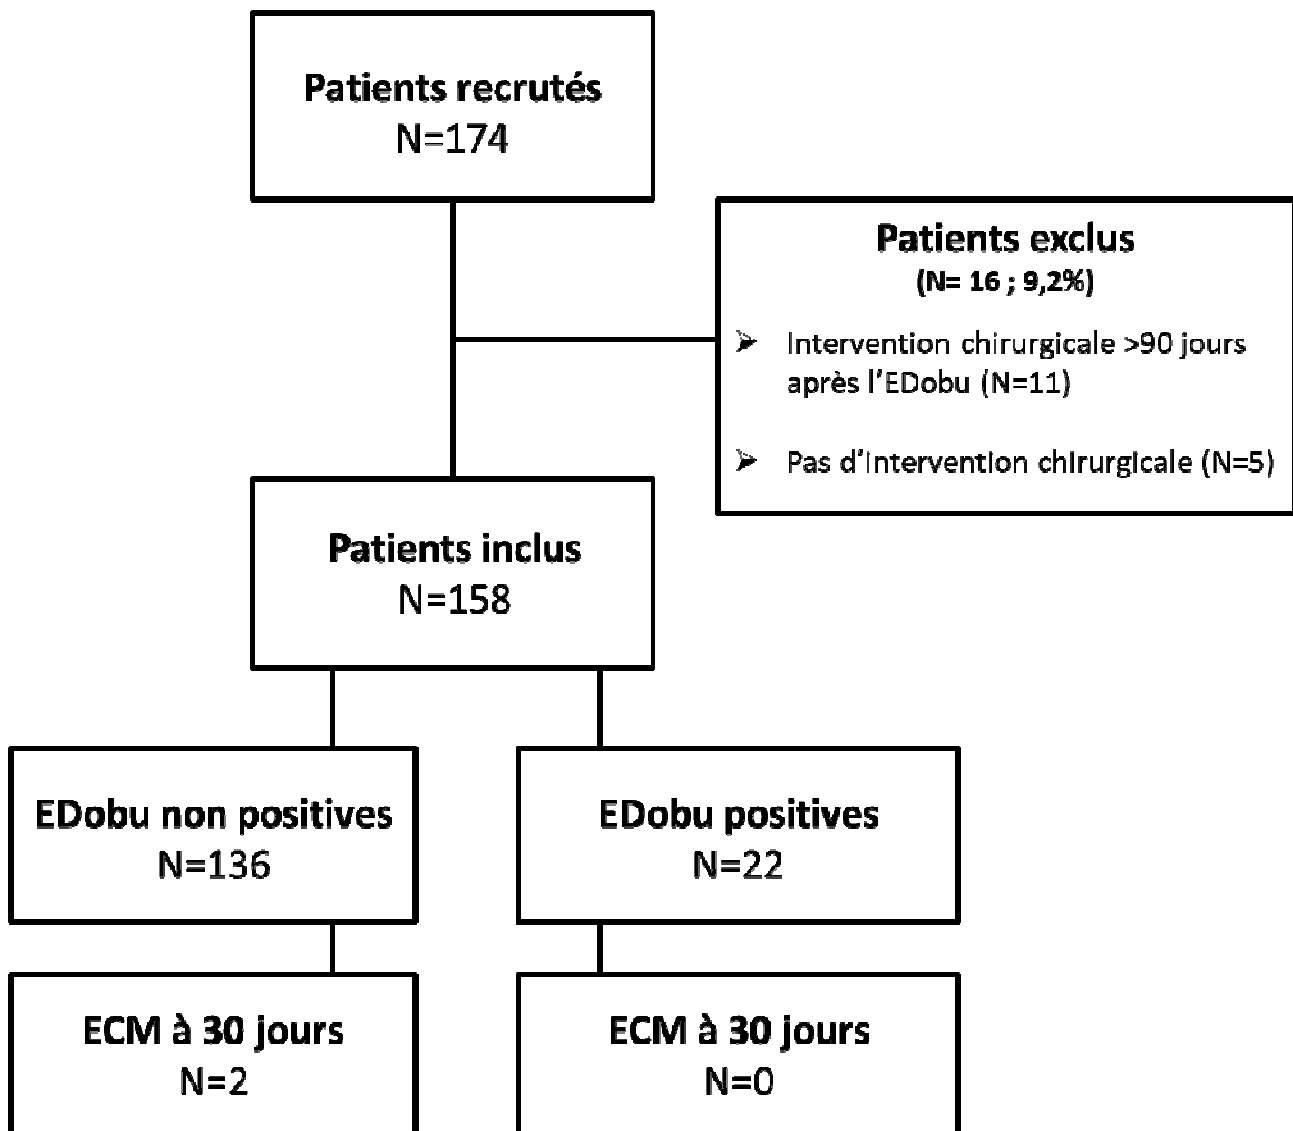 Patients recrutés
N=174
Patients exclus
(N= 16 ; 9,2%)
➢ Intervention chirurgicale >90 jours
après l'EDobu (N=11)
➢ Pas d'intervention chirurgicale (N=5)
Patients inclus
N=158
EDobu non positives
N=136
EDobu positives
N=22
ECM à 30 jours
N=2
ECM à 30 jours
N=0